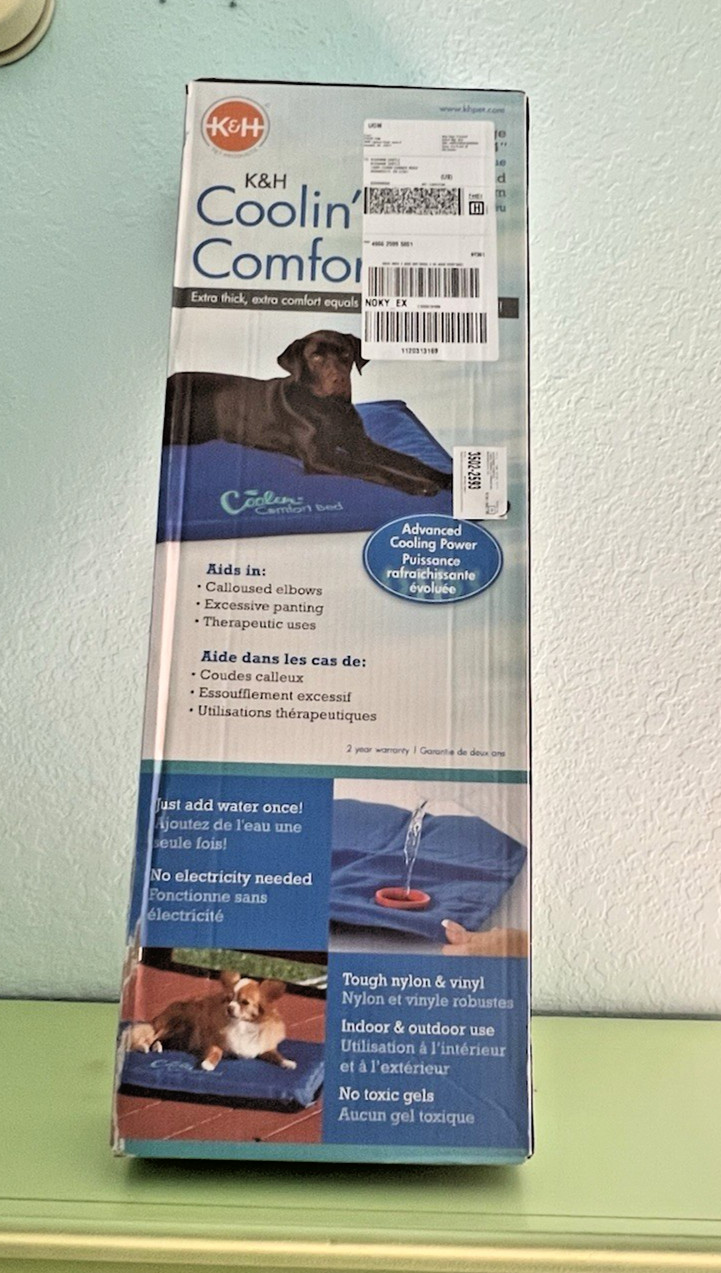 www.khpet.com
K&H
K&H
Coolin'
Comfor
Extra thick, extra comfort equals
NOKY EX
1120313169
3502-2593
Coolin'
Comfort Bed
Advanced
Cooling Power
Puissance
rafraîchissante
évoluée
Aids in:
• Calloused elbows
• Excessive panting
• Therapeutic uses
Aide dans les cas de:
• Coudes calleux
• Essoufflement excessif
• Utilisations thérapeutiques
2 year warranty | Garantie de deux ans
Just add water once!
Ajoutez de l'eau une
seule fois!
No electricity needed
Fonctionne sans
électricité
Tough nylon & vinyl
Nylon et vinyle robustes
Indoor & outdoor use
Utilisation à l'intérieur
et à l'extérieur
No toxic gels
Aucun gel toxique